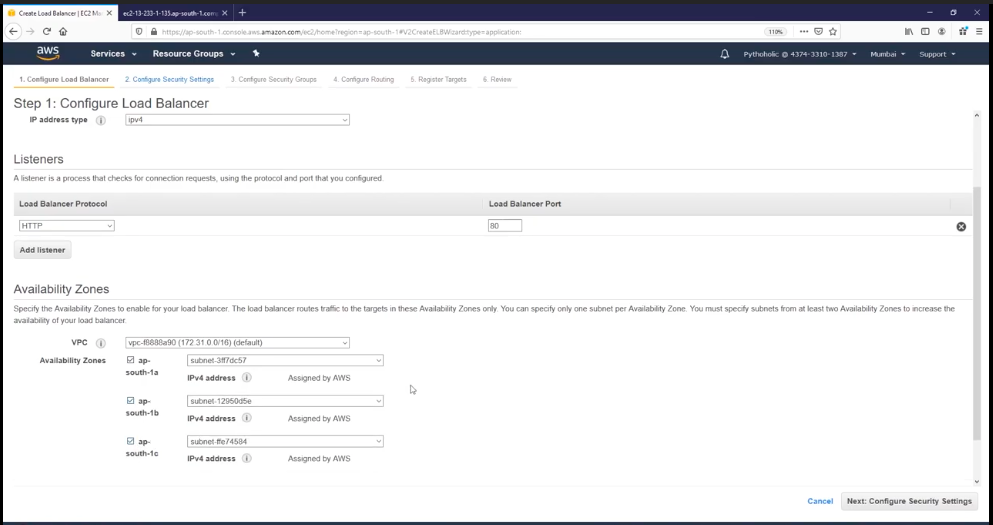 Create Load Balancer | EC2 Ma
ec2-13-233-1-135.ap-south-1.com
https://ap-south-1.console.aws.amazon.com/ec2/home?region=ap-south-1#V2CreateELBWizard:type=application:
110%
aws
Services
Resource Groups
Pythoholic @ 4374-3310-1387
Mumbai
Support
1. Configure Load Balancer
2. Configure Security Settings
3. Configure Security Groups
4. Configure Routing
5. Register Targets
6. Review
Step 1: Configure Load Balancer
IP address type
ipv4
Listeners
A listener is a process that checks for connection requests, using the protocol and port that you configured.
Load Balancer Protocol
Load Balancer Port
HTTP
80
Add listener
Availability Zones
Specify the Availability Zones to enable for your load balancer. The load balancer routes traffic to the targets in these Availability Zones only. You can specify only one subnet per Availability Zone. You must specify subnets from at least two Availability Zones to increase the
availability of your load balancer.
VPC
vpc-f8888a90 (172.31.0.0/16) (default)
Availability Zones
ap-
south-1a
subnet-3ff7dc57
IPv4 address
Assigned by AWS
ap-
south-1b
subnet-12950d5e
IPv4 address
Assigned by AWS
ap-
south-1c
subnet-ffe74584
IPv4 address
Assigned by AWS
Cancel
Next: Configure Security Settings